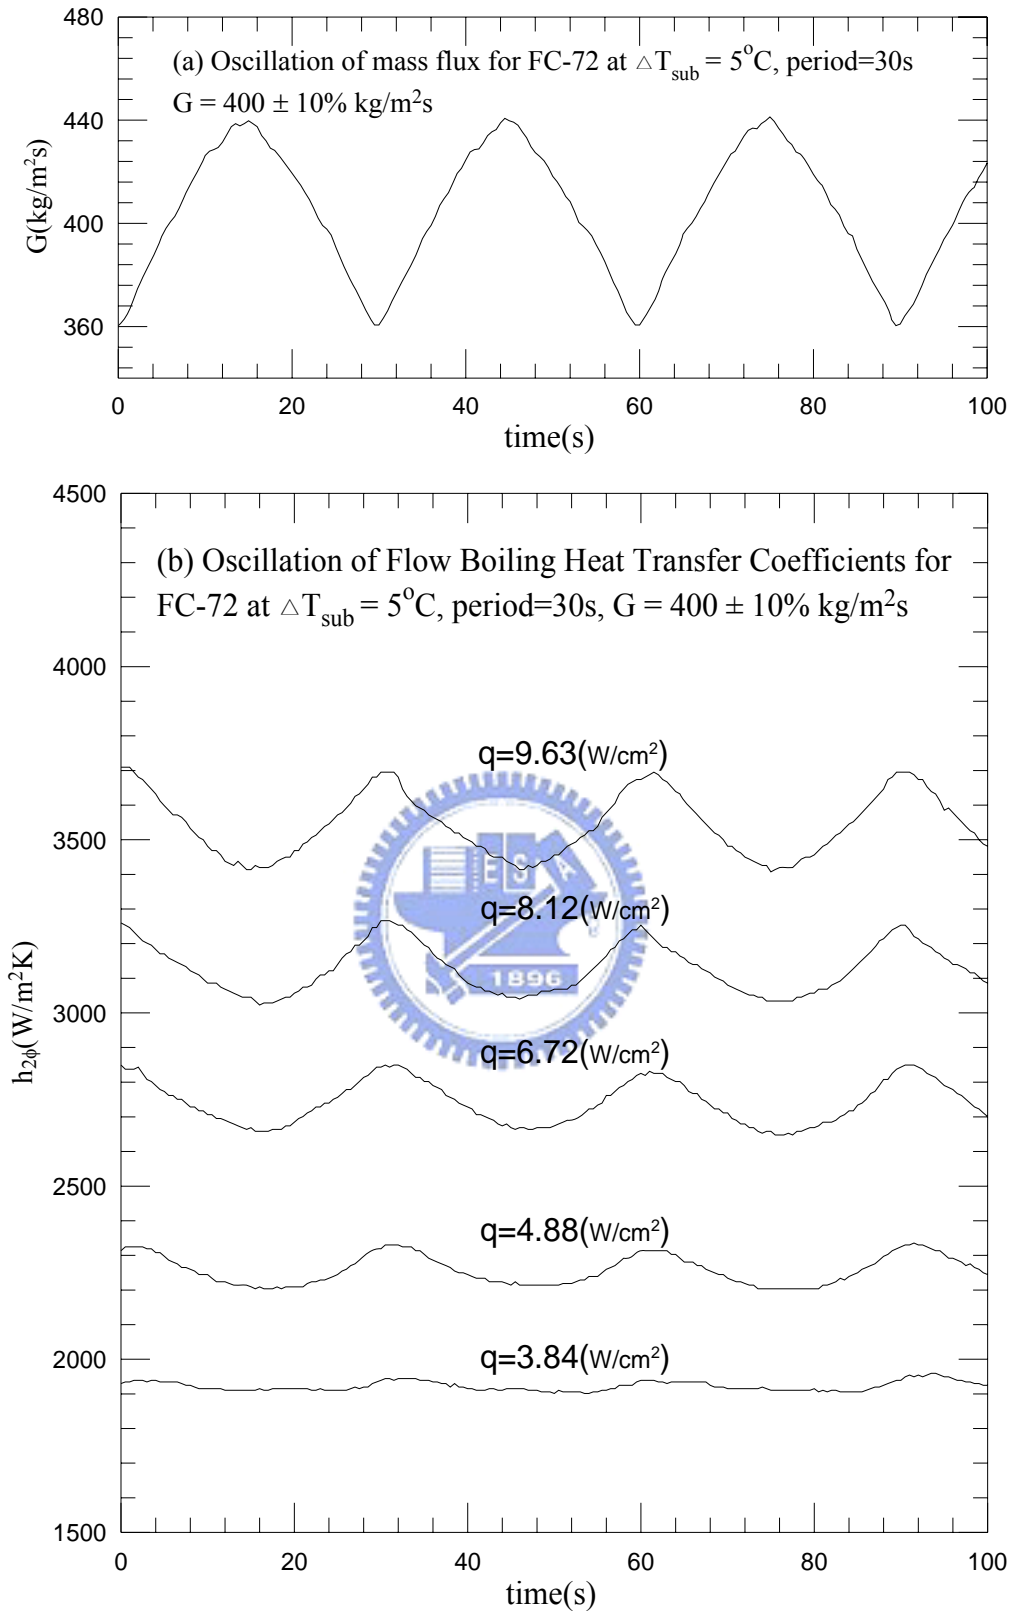 480
440
400
360
G(kg/m²s)
(a) Oscillation of mass flux for FC-72 at △Tsub = 5°C, period=30s
G = 400 ± 10% kg/m²s
0 20 40 60 80 100
time(s)
4500
4000
3500
3000
2500
2000
1500
h2ϕ(W/m²K)
(b) Oscillation of Flow Boiling Heat Transfer Coefficients for
FC-72 at △Tsub = 5°C, period=30s, G = 400 ± 10% kg/m²s
q=9.63(W/cm²)
ESA
q=8.12(W/cm²)
1896
q=6.72(W/cm²)
q=4.88(W/cm²)
q=3.84(W/cm²)
0 20 40 60 80 100
time(s)